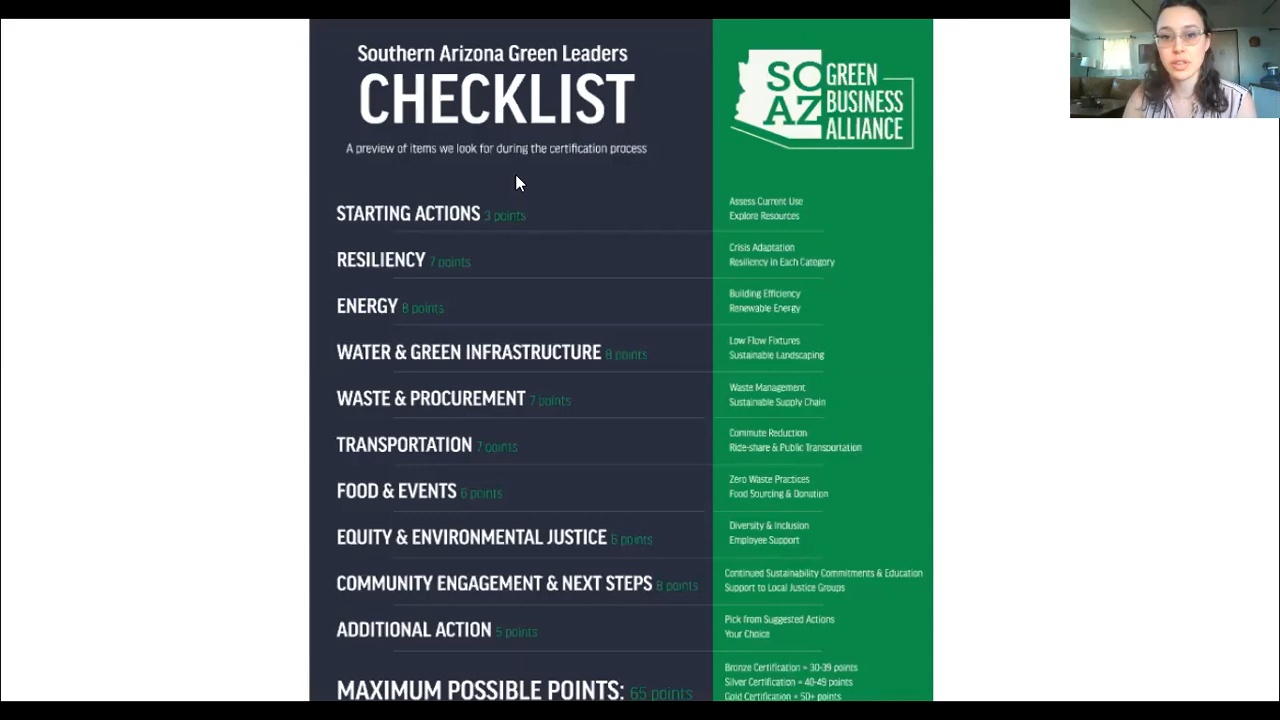 Southern Arizona Green Leaders
CHECKLIST
A preview of items we look for during the certification process
SO
AZ
GREEN
BUSINESS
ALLIANCE
STARTING ACTIONS 3 points
Assess Current Use
Explore Resources
RESILIENCY 7 points
Crisis Adaptation
Resiliency in Each Category
ENERGY 8 points
Building Efficiency
Renewable Energy
WATER & GREEN INFRASTRUCTURE 8 points
Low Flow Fixtures
Sustainable Landscaping
WASTE & PROCUREMENT 7 points
Waste Management
Sustainable Supply Chain
TRANSPORTATION 7 points
Commute Reduction
Ride-share & Public Transportation
FOOD & EVENTS 6 points
Zero Waste Practices
Food Sourcing & Donation
EQUITY & ENVIRONMENTAL JUSTICE 6 points
Diversity & Inclusion
Employee Support
COMMUNITY ENGAGEMENT & NEXT STEPS 8 points
Continued Sustainability Commitments & Education
Support to Local Justice Groups
ADDITIONAL ACTION 5 points
Pick from Suggested Actions
Your Choice
MAXIMUM POSSIBLE POINTS: 65 points
Bronze Certification = 30-39 points
Silver Certification = 40-49 points
Gold Certification = 50+ points